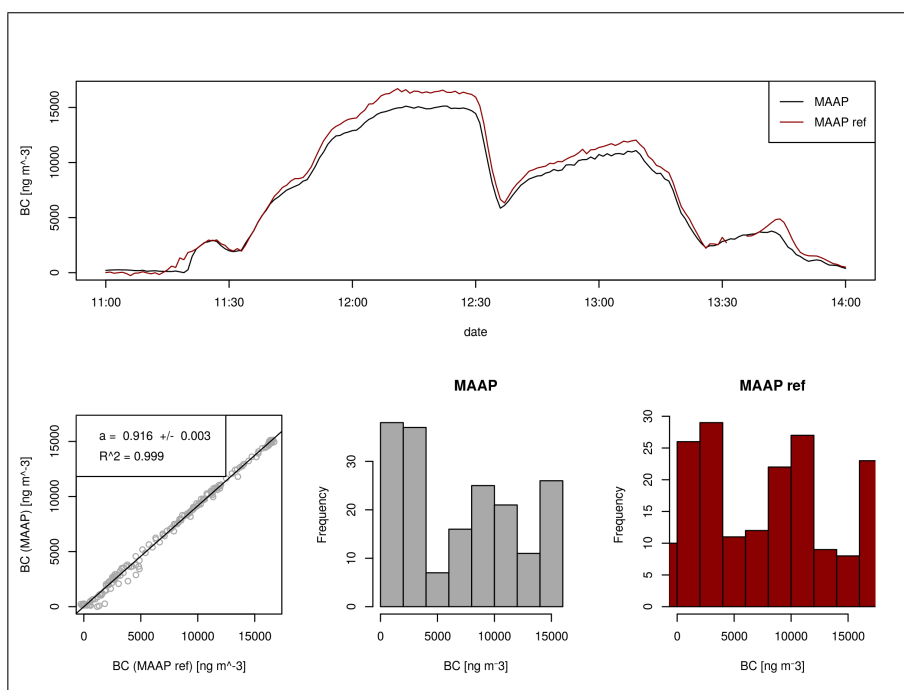 BC [ng m^-3]
15000
10000
5000
0
MAAP
MAAP ref
11:00 11:30 12:00 12:30 13:00 13:30 14:00
date
BC (MAAP) [ng m^-3]
15000
10000
5000
0
a = 0.916 +/- 0.003
R^2 = 0.999
0 5000 10000 15000
BC (MAAP ref) [ng m^-3]
MAAP
Frequency
30
20
10
0
0 5000 10000 15000
BC [ng m⁻³]
MAAP ref
Frequency
30
25
20
15
10
5
0
0 5000 10000 15000
BC [ng m⁻³]